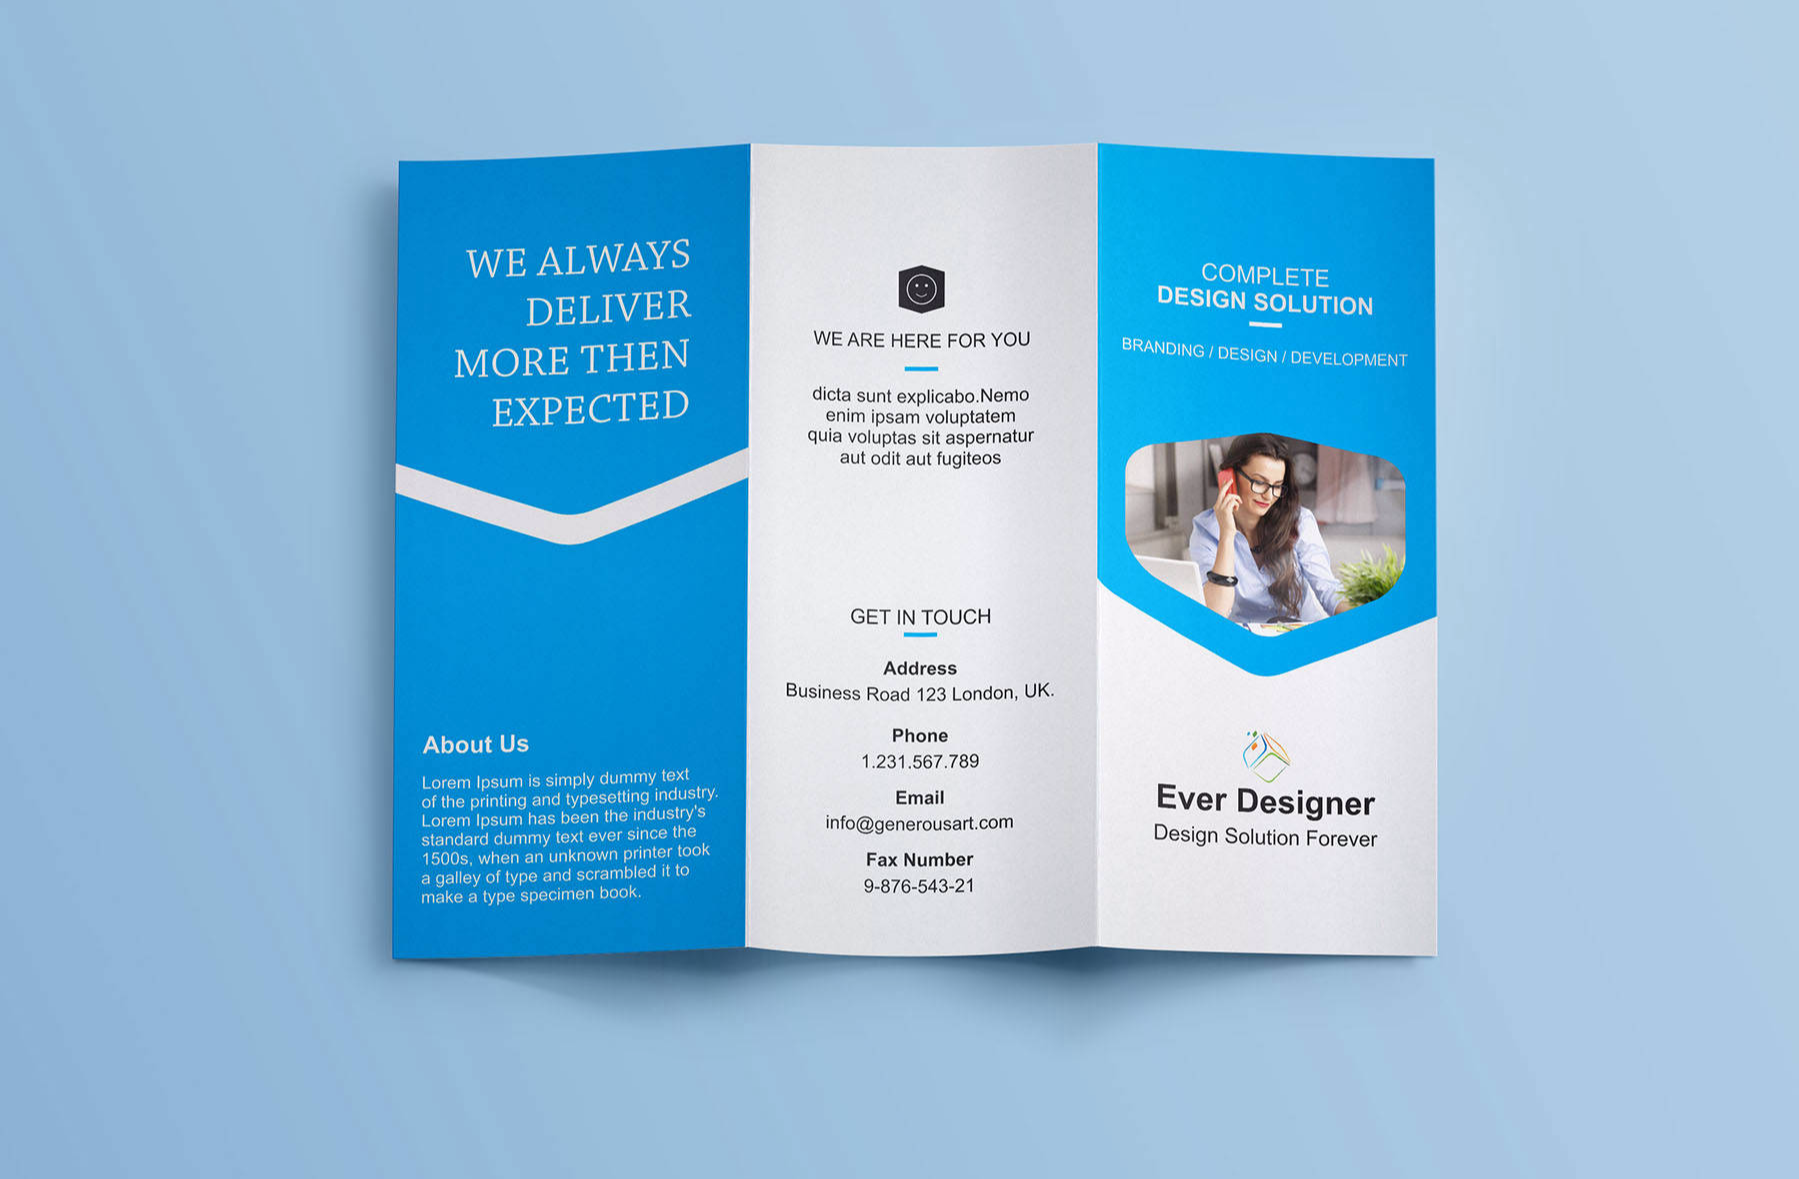 WE ALWAYS
DELIVER
MORE THEN
EXPECTED
About Us
Lorem Ipsum is simply dummy text
of the printing and typesetting industry.
Lorem Ipsum has been the industry's
standard dummy text ever since the
1500s, when an unknown printer took
a galley of type and scrambled it to
make a type specimen book.
WE ARE HERE FOR YOU
dicta sunt explicabo.Nemo
enim ipsam voluptatem
quia voluptas sit aspernatur
aut odit aut fugiteos
GET IN TOUCH
Address
Business Road 123 London, UK.
Phone
1.231.567.789
Email
info@generousart.com
Fax Number
9-876-543-21
COMPLETE
DESIGN SOLUTION
BRANDING / DESIGN / DEVELOPMENT
Ever Designer
Design Solution Forever